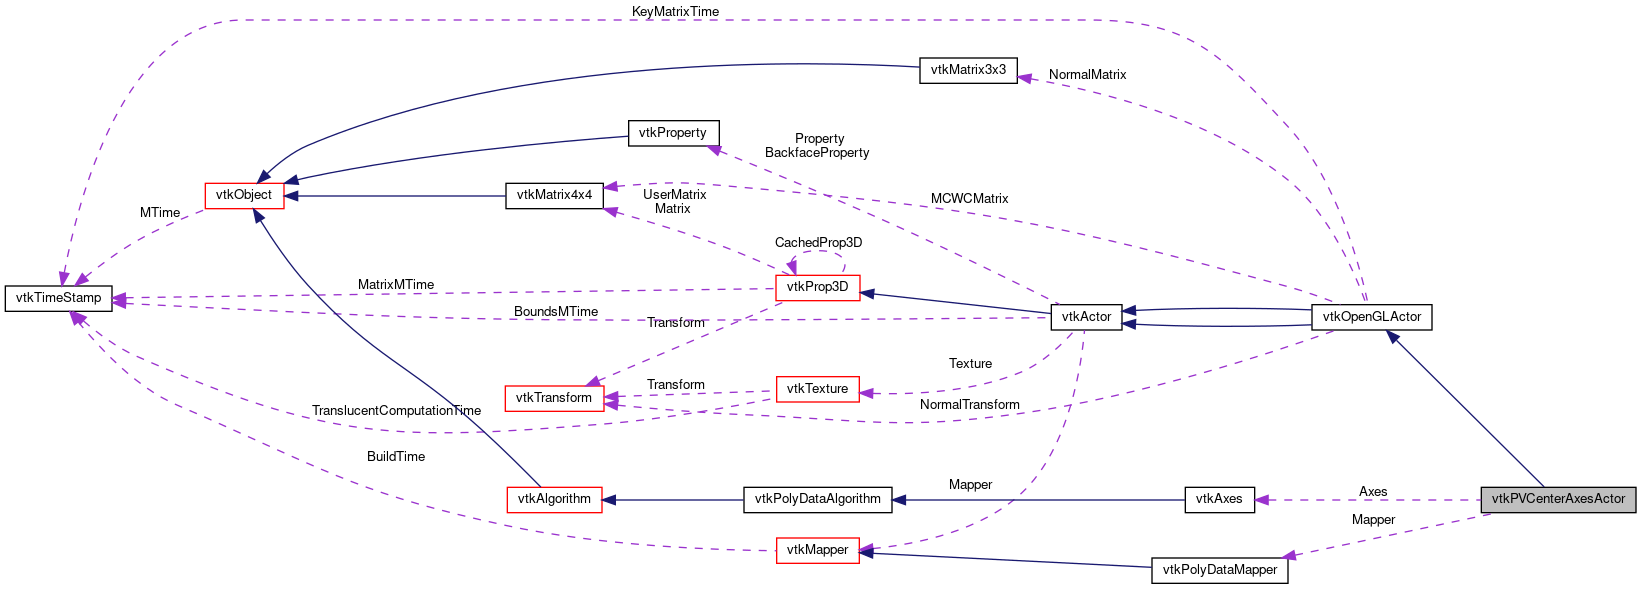 KeyMatrixTime
vtkMatrix3x3
NormalMatrix
vtkProperty
Property
BackfaceProperty
vtkObject
vtkMatrix4x4
UserMatrix
Matrix
MCWCMatrix
MTime
CachedProp3D
vtkTimeStamp
MatrixMTime
vtkProp3D
BoundsMTime
vtkActor
vtkOpenGLActor
Transform
Texture
vtkTransform
Transform
vtkTexture
NormalTransform
TranslucentComputationTime
BuildTime
Mapper
vtkAlgorithm
vtkPolyDataAlgorithm
vtkAxes
Axes
vtkPVCenterAxesActor
Mapper
vtkMapper
vtkPolyDataMapper